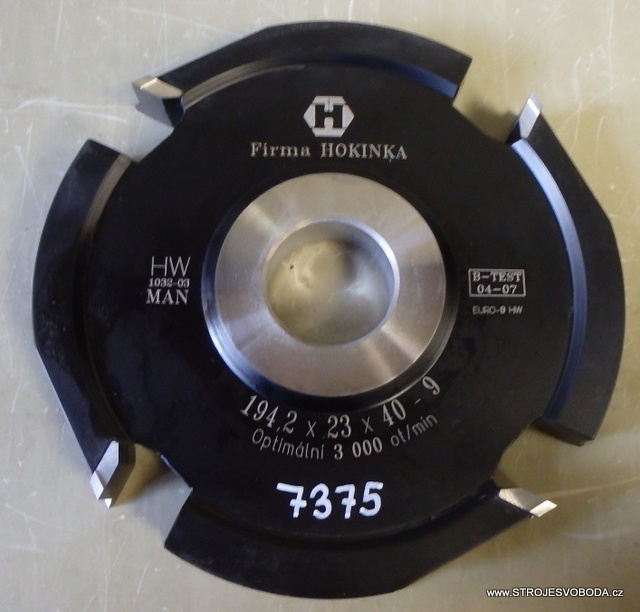 H
Firma HOKINKA
HW
1032-03
MAN
B-TEST
04-07
EURO-9 HW
194,2 x 23 x 40 - 9
Optimální 3 000 ot/min
7375
www.STROJESVOBODA.cz